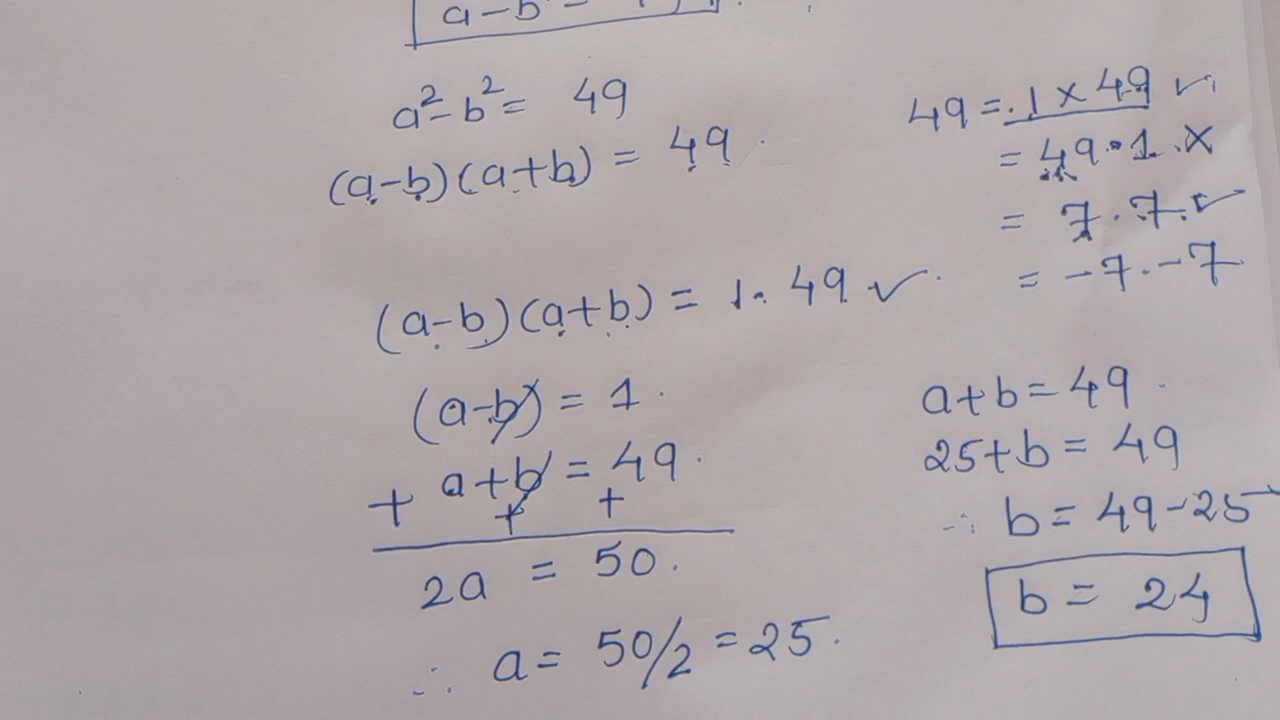 a-b =
a²-b² = 49
(a-b)(a+b) = 49.
(a-b)(a+b) = 1. 49 ✓.
(a-b) = 1.
+ a+b = 49.
+ +
2a = 50.
∴ a = 50/2 = 25.
49 = .1 x 49 ✓
= 49.1.x
= 7.7.✓
= -7.-7
a+b = 49.
25+b = 49
∴ b = 49-25
b = 24